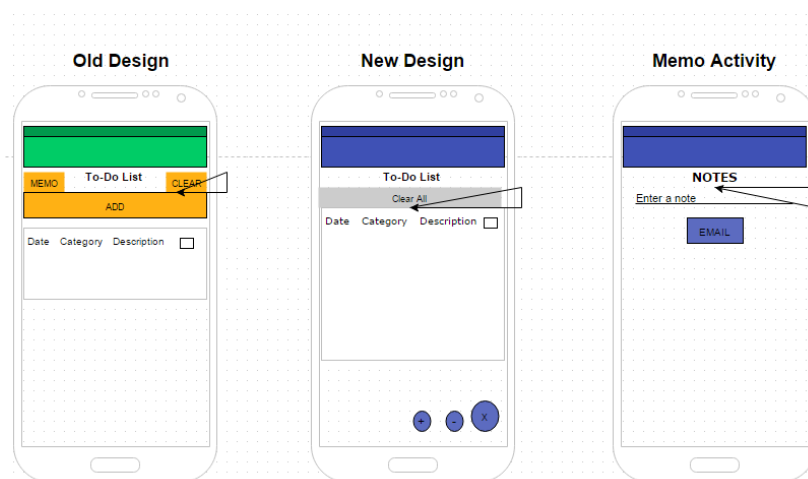 Old Design
To-Do List
MEMO
CLEAR
ADD
Date Category Description
New Design
To-Do List
Clear All
Date Category Description
+ - X
Memo Activity
NOTES
Enter a note
EMAIL